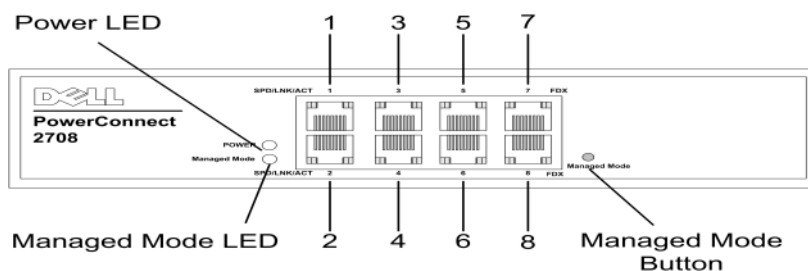 Power LED
1 3 5 7
SPD/LNK/ACT 1 3 5 7 FDX
DELL
PowerConnect
2708
POWER
Managed Mode
Managed Mode
SPD/LNK/ACT 2 4 6 8 FDX
Managed Mode LED
2 4 6 8
Managed Mode
Button